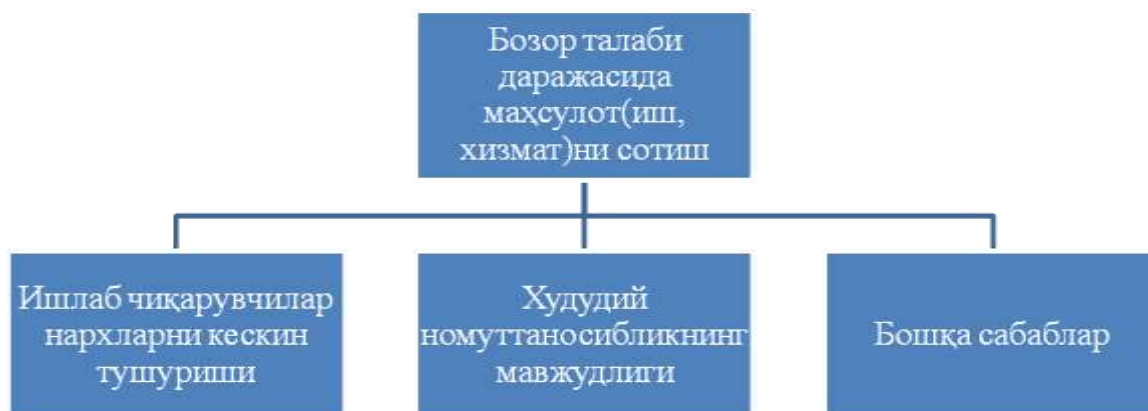 Бозор талаби
даражасида
маҳсулот(иш,
хизмат)ни сотиш
Ишлаб чиқарувчилар
нархларни кескин
тушуриши
Худудий
номуттаносибликнинг
мавжудлиги
Бошқа сабаблар